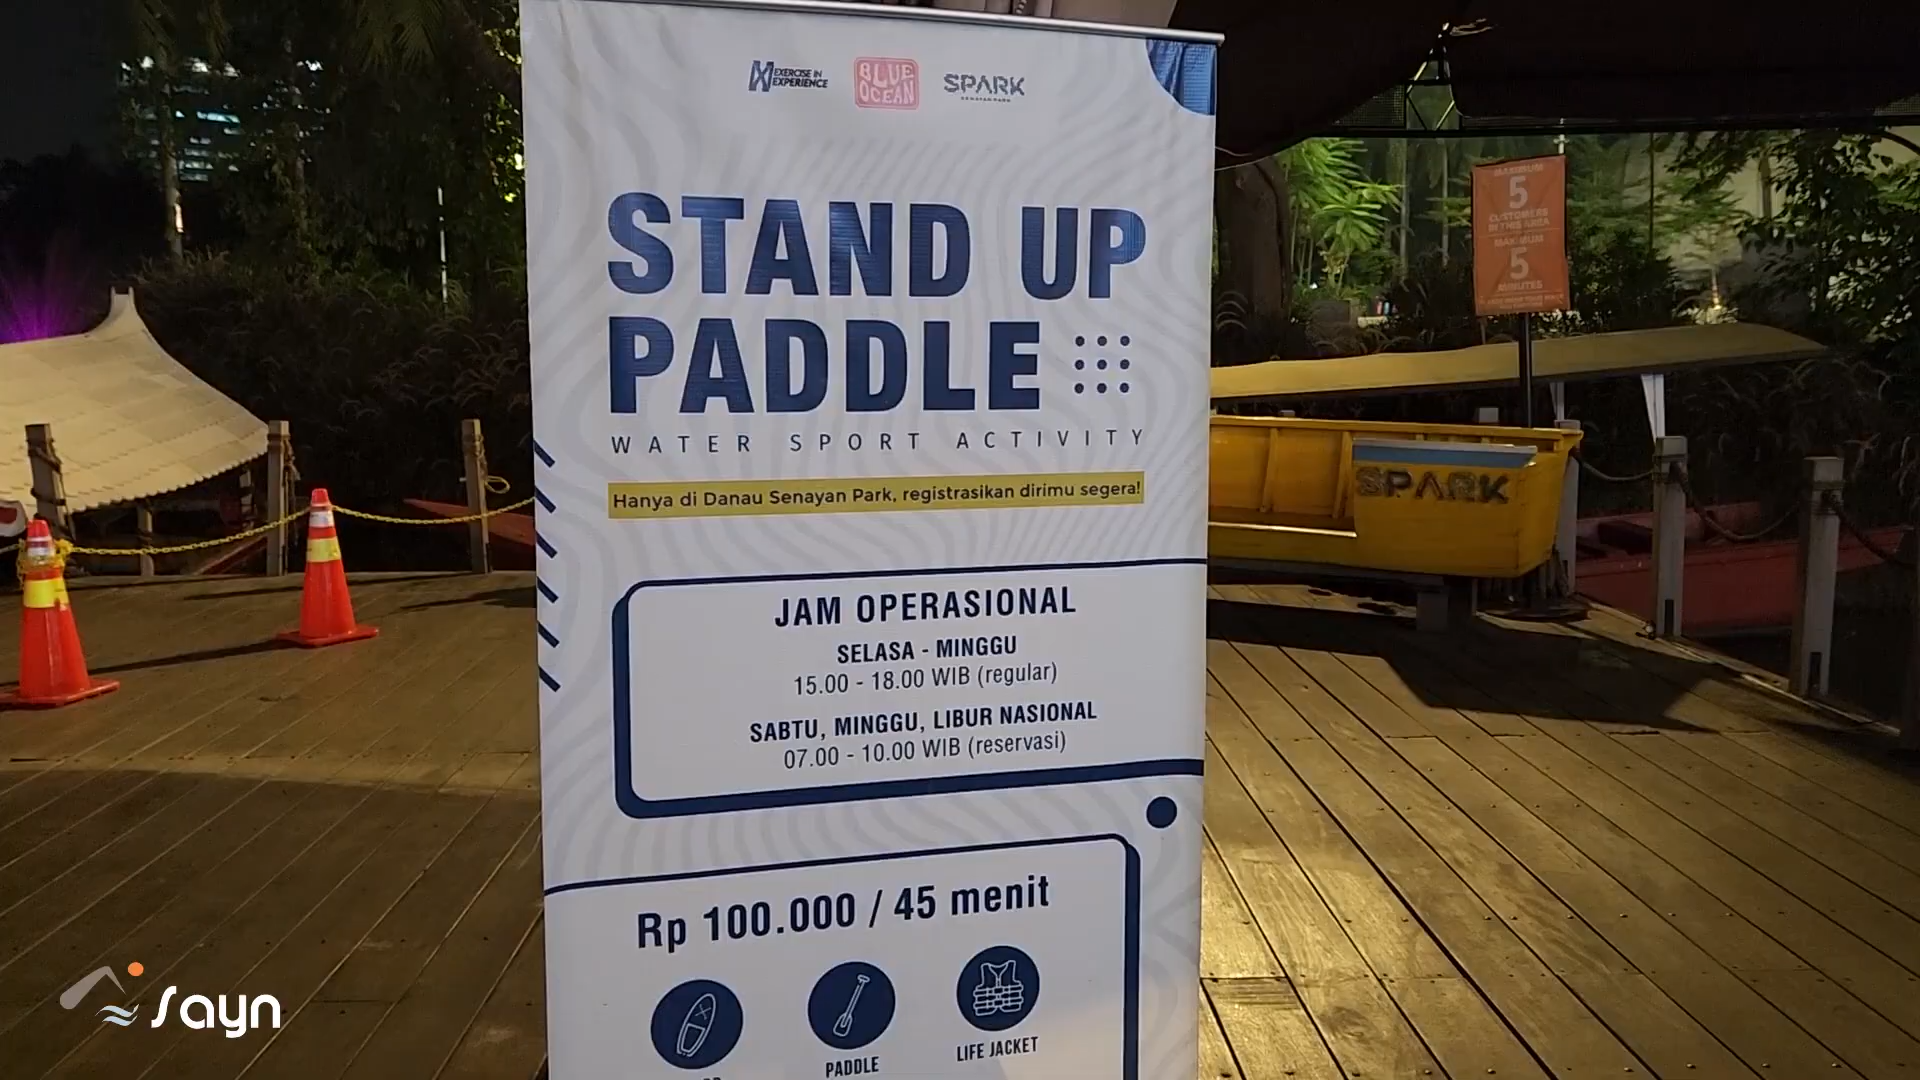 EXERCISE IN
EXPERIENCE
BLUE
OCEAN
SPARK
SENAYAN PARK
STAND UP
PADDLE
WATER SPORT ACTIVITY
Hanya di Danau Senayan Park, registrasikan dirimu segera!
JAM OPERASIONAL
SELASA - MINGGU
15.00 - 18.00 WIB (regular)
SABTU, MINGGU, LIBUR NASIONAL
07.00 - 10.00 WIB (reservasi)
Rp 100.000 / 45 menit
PADDLE
LIFE JACKET
MAXIMUM
5
CUSTOMERS
IN THIS AREA
MAXIMUM
5
MINUTES
SPARK
Sayn